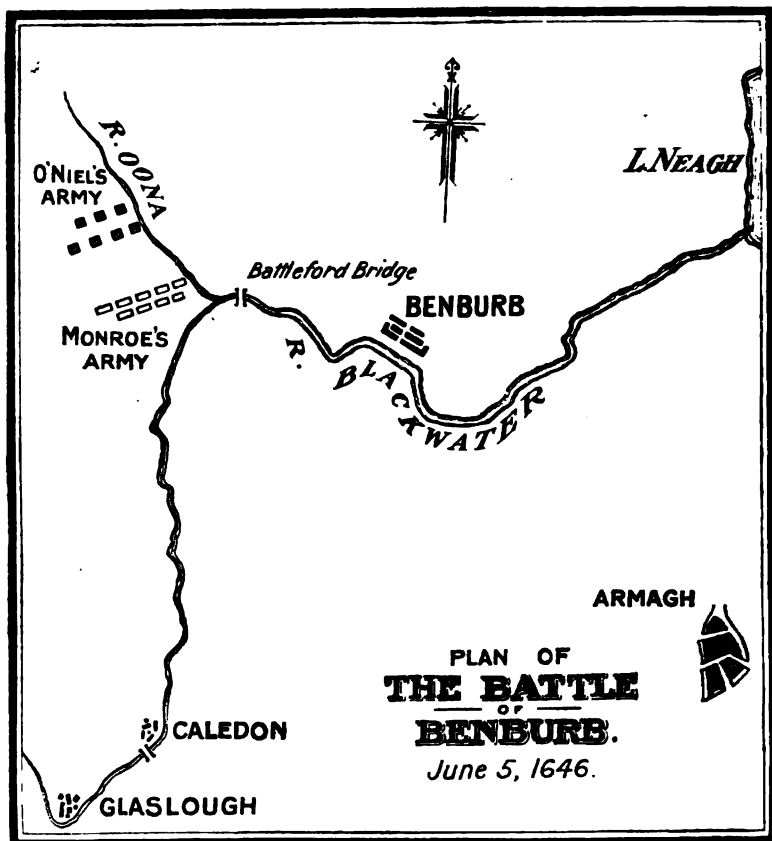 R. OONA
O'NIEL'S
ARMY
L NEAGH
Battleford Bridge
BENBURB
MONROE'S
ARMY
R. BLACKWATER
ARMAGH
PLAN OF
THE BATTLE
OF
BENBURB.
June 5, 1646.
CALEDON
GLASLOUGH